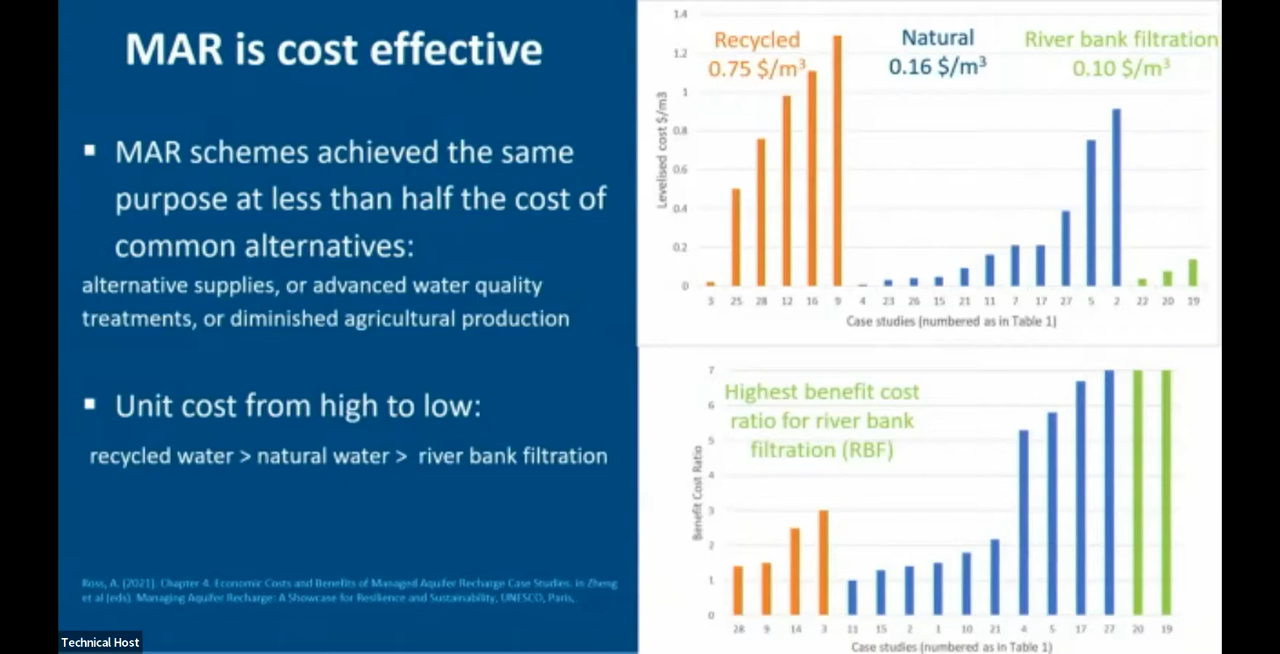 MAR is cost effective
▪ MAR schemes achieved the same
purpose at less than half the cost of
common alternatives:
alternative supplies, or advanced water quality
treatments, or diminished agricultural production
▪ Unit cost from high to low:
recycled water > natural water > river bank filtration
Ross, A. (2021). Chapter 4. Economic Costs and Benefits of Managed Aquifer Recharge Case Studies. in Zheng
et al (eds). Managing Aquifer Recharge: A Showcase for Resilience and Sustainability, UNESCO, Paris,
Technical Host
Recycled
0.75 $/m³
Natural
0.16 $/m³
River bank filtration
0.10 $/m³
Levelised cost $/m3
1.4
1.2
1
0.8
0.6
0.4
0.2
0
3 25 28 12 16 9 4 23 26 15 21 11 7 17 27 5 2 22 20 19
Case studies (numbered as in Table 1)
Highest benefit cost
ratio for river bank
filtration (RBF)
Benefit Cost Ratio
7
6
5
4
3
2
1
0
28 9 14 3 11 15 2 1 10 21 4 5 17 27 20 19
Case studies (numbered as in Table 1)